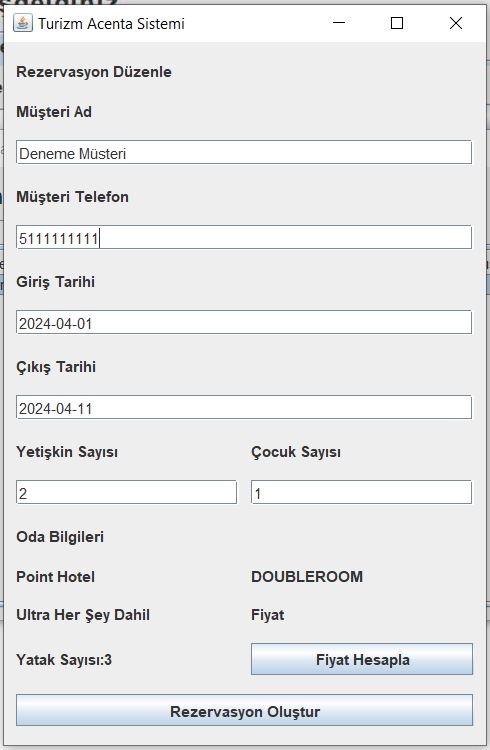 Turizm Acenta Sistemi
Rezervasyon Düzenle
Müşteri Ad
Deneme Müsteri
Müşteri Telefon
5111111111
Giriş Tarihi
2024-04-01
Çıkış Tarihi
2024-04-11
Yetişkin Sayısı Çocuk Sayısı
2 1
Oda Bilgileri
Point Hotel DOUBLEROOM
Ultra Her Şey Dahil Fiyat
Yatak Sayısı:3 Fiyat Hesapla
Rezervasyon Oluştur